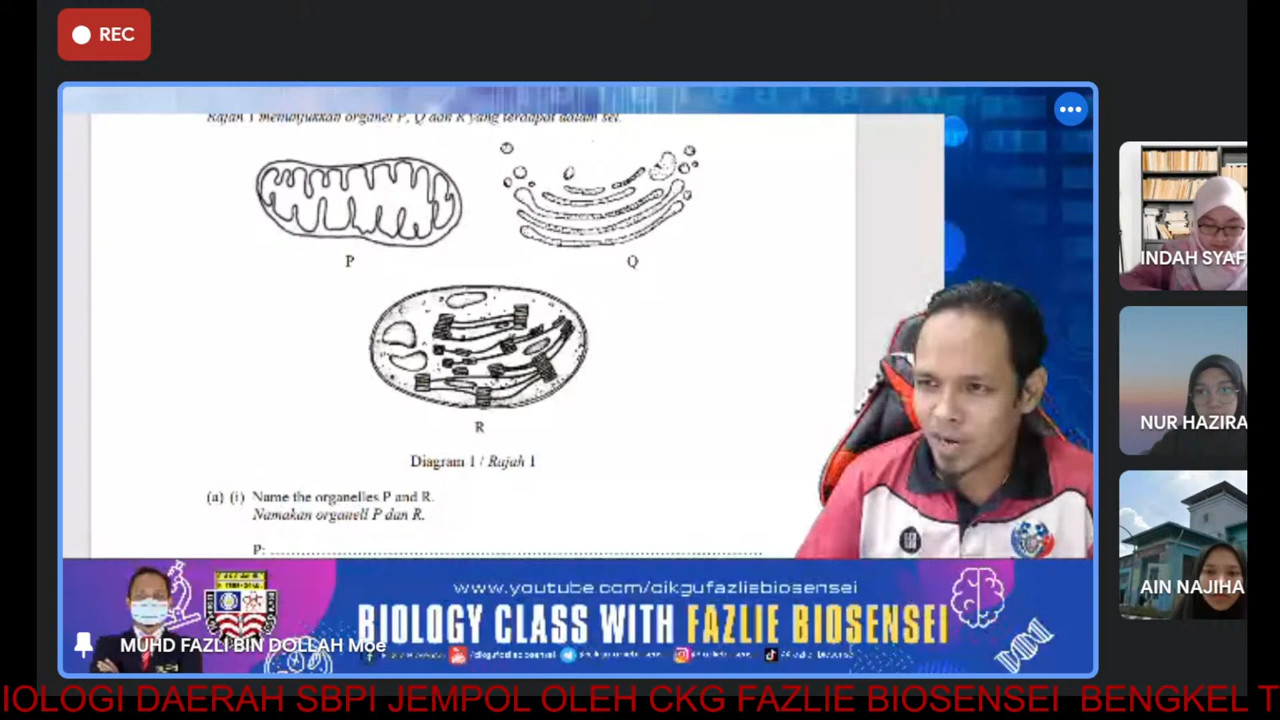 REC
Rajah 1 menunjukkan organel P, Q dan R yang terdapat dalam sel.
P
Q
R
Diagram 1 / Rajah 1
(a) (i) Name the organelles P and R.
Namakan organell P dan R.
P:
INDAH SYAF
NUR HAZIRA
AIN NAJIHA
www.youtube.com/cikgufazliebiosensei
BIOLOGY CLASS WITH FAZLIE BIOSENSEI
MUHD FAZLI BIN DOLLAH Moe
IOLOGI DAERAH SBPI JEMPOL OLEH CKG FAZLIE BIOSENSEI BENGKEL T